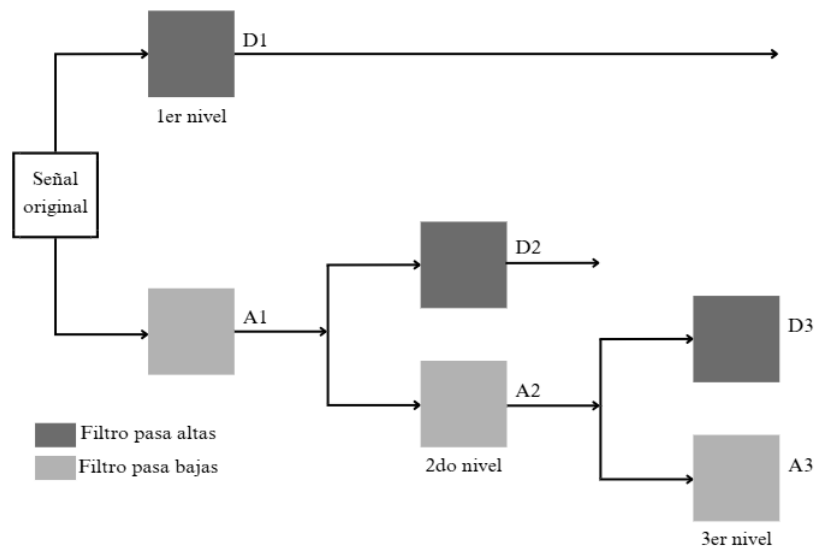 D1
1er nivel
Señal
original
D2
A1
D3
A2
Filtro pasa altas
Filtro pasa bajas
2do nivel
A3
3er nivel